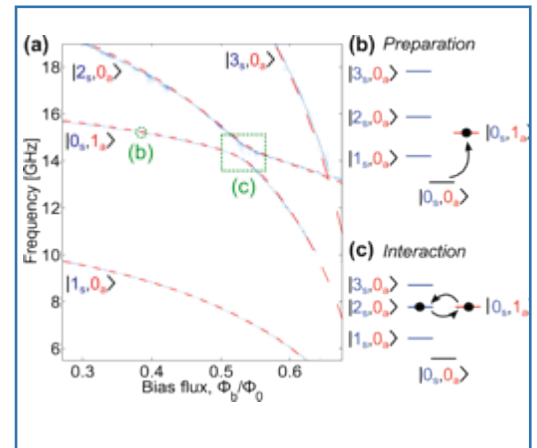 (a)
Frequency [GHz]
18
16
14
12
10
8
6
0.3 0.4 0.5 0.6
Bias flux, Φb/Φ0
|2s,0a⟩
|3s,0a⟩
|0s,1a⟩
(b)
(c)
|1s,0a⟩
(b) Preparation
|3s,0a⟩
|2s,0a⟩
|0s,1a⟩
|1s,0a⟩
|0s,0a⟩
(c) Interaction
|3s,0a⟩
|2s,0a⟩ |0s,1a⟩
|1s,0a⟩
|0s,0a⟩